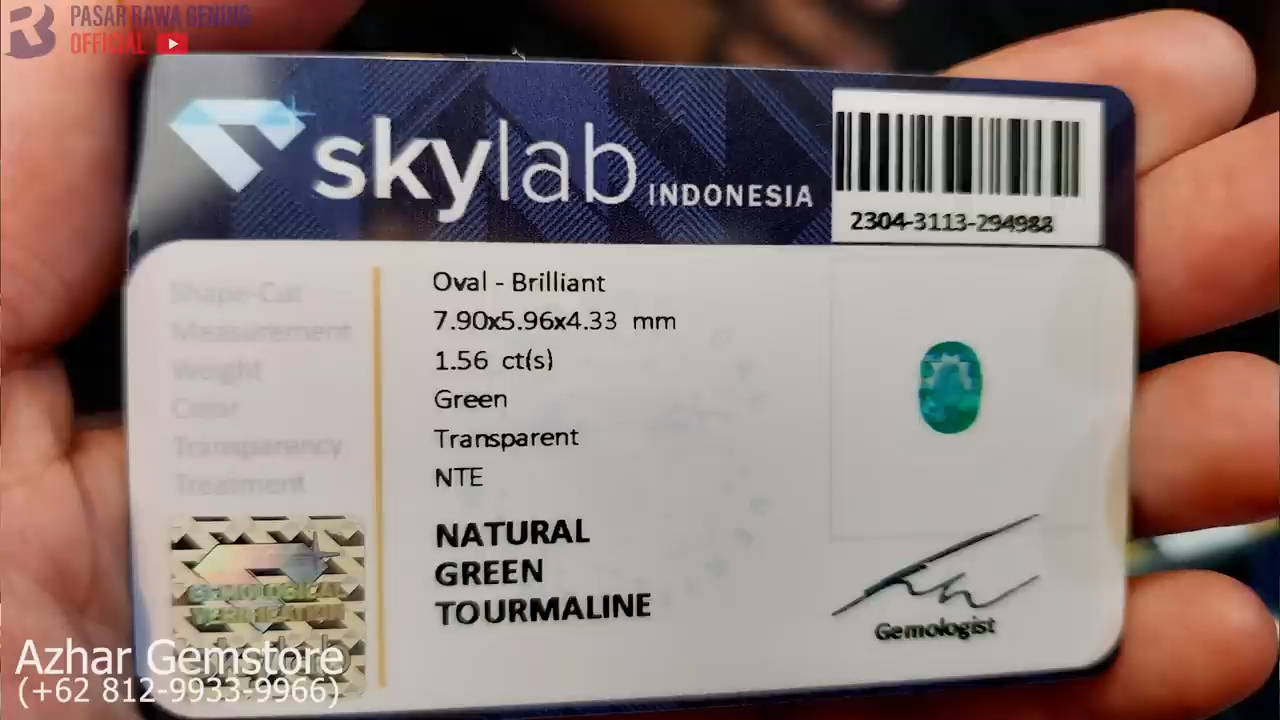 PASAR RAWA BENING
OFFICIAL
skylab INDONESIA
2304-3113-294988
Shape-Cut
Oval - Brilliant
Measurement
7.90x5.96x4.33 mm
Weight
1.56 ct(s)
Color
Green
Transparency
Transparent
Treatment
NTE
NATURAL
GREEN
TOURMALINE
GEMOLOGICAL
VERIFICATION
Gemologist
Azhar Gemstore
(+62 812-9933-9966)